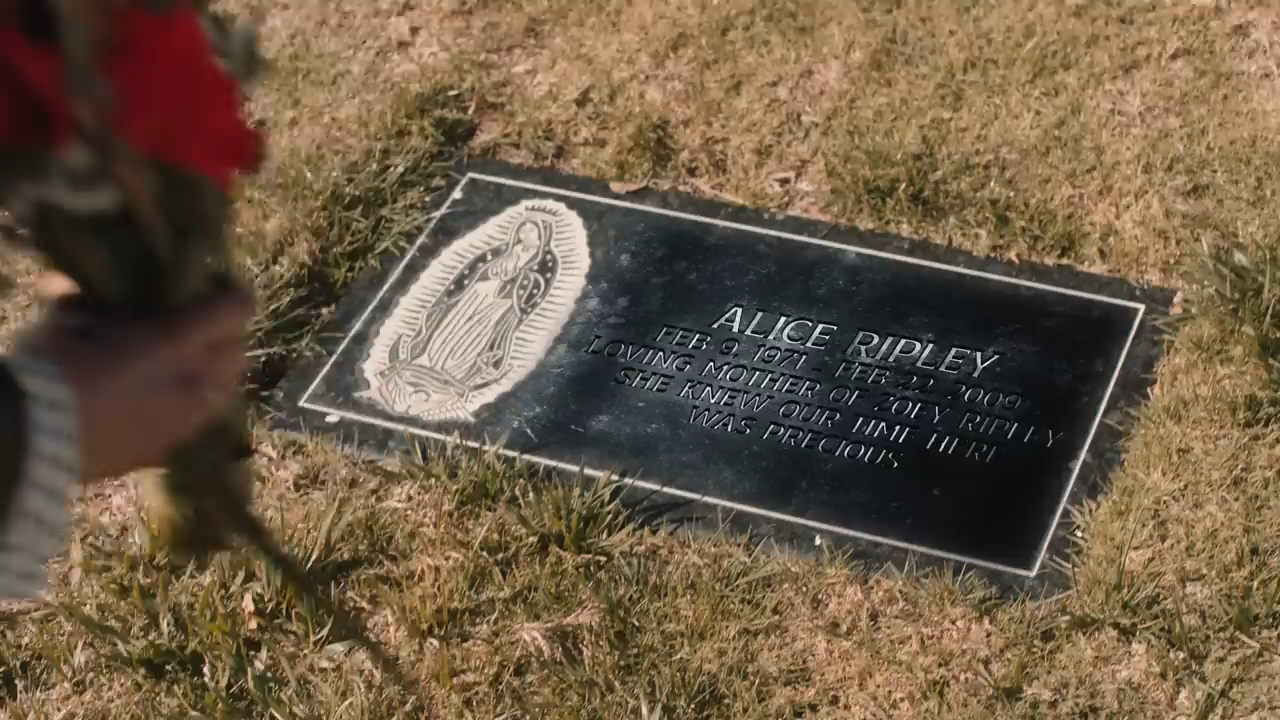 ALICE RIPLEY
FEB 9, 1971 - FEB 22, 2009
LOVING MOTHER OF ZOEY RIPLEY
SHE KNEW OUR TIME HERE
WAS PRECIOUS